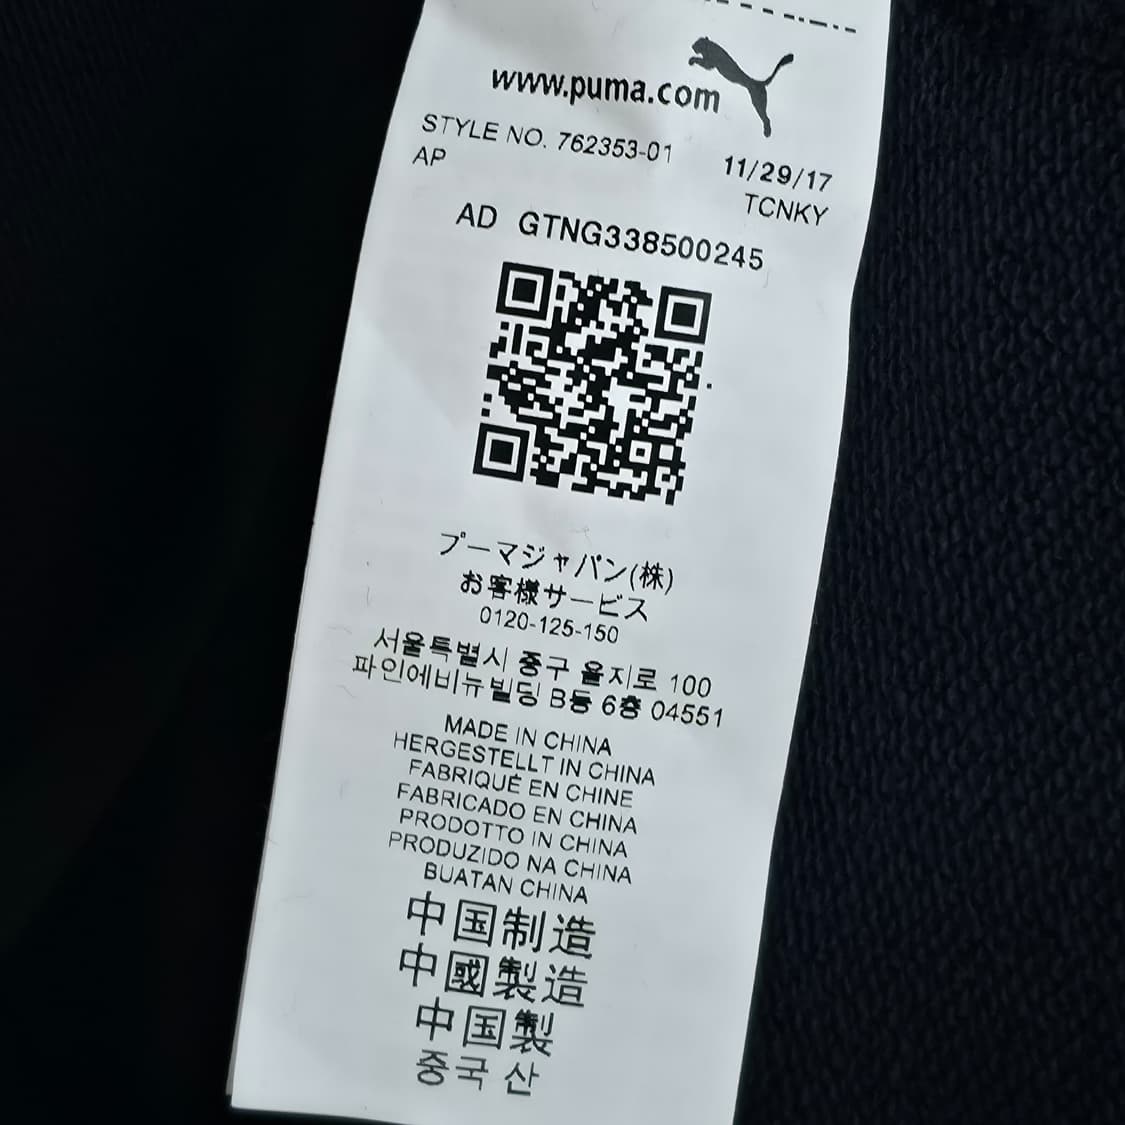 www.puma.com
STYLE NO. 762353-01 11/29/17
AP TCNKY
AD GTNG338500245
プーマジャパン(株)
お客様サービス
0120-125-150
서울특별시 중구 을지로 100
파인에비뉴빌딩 B동 6층 04551
MADE IN CHINA
HERGESTELLT IN CHINA
FABRIQUÉ EN CHINE
FABRICADO EN CHINA
PRODOTTO IN CHINA
PRODUZIDO NA CHINA
BUATAN CHINA
中国制造
中國製造
中国製
중국 산